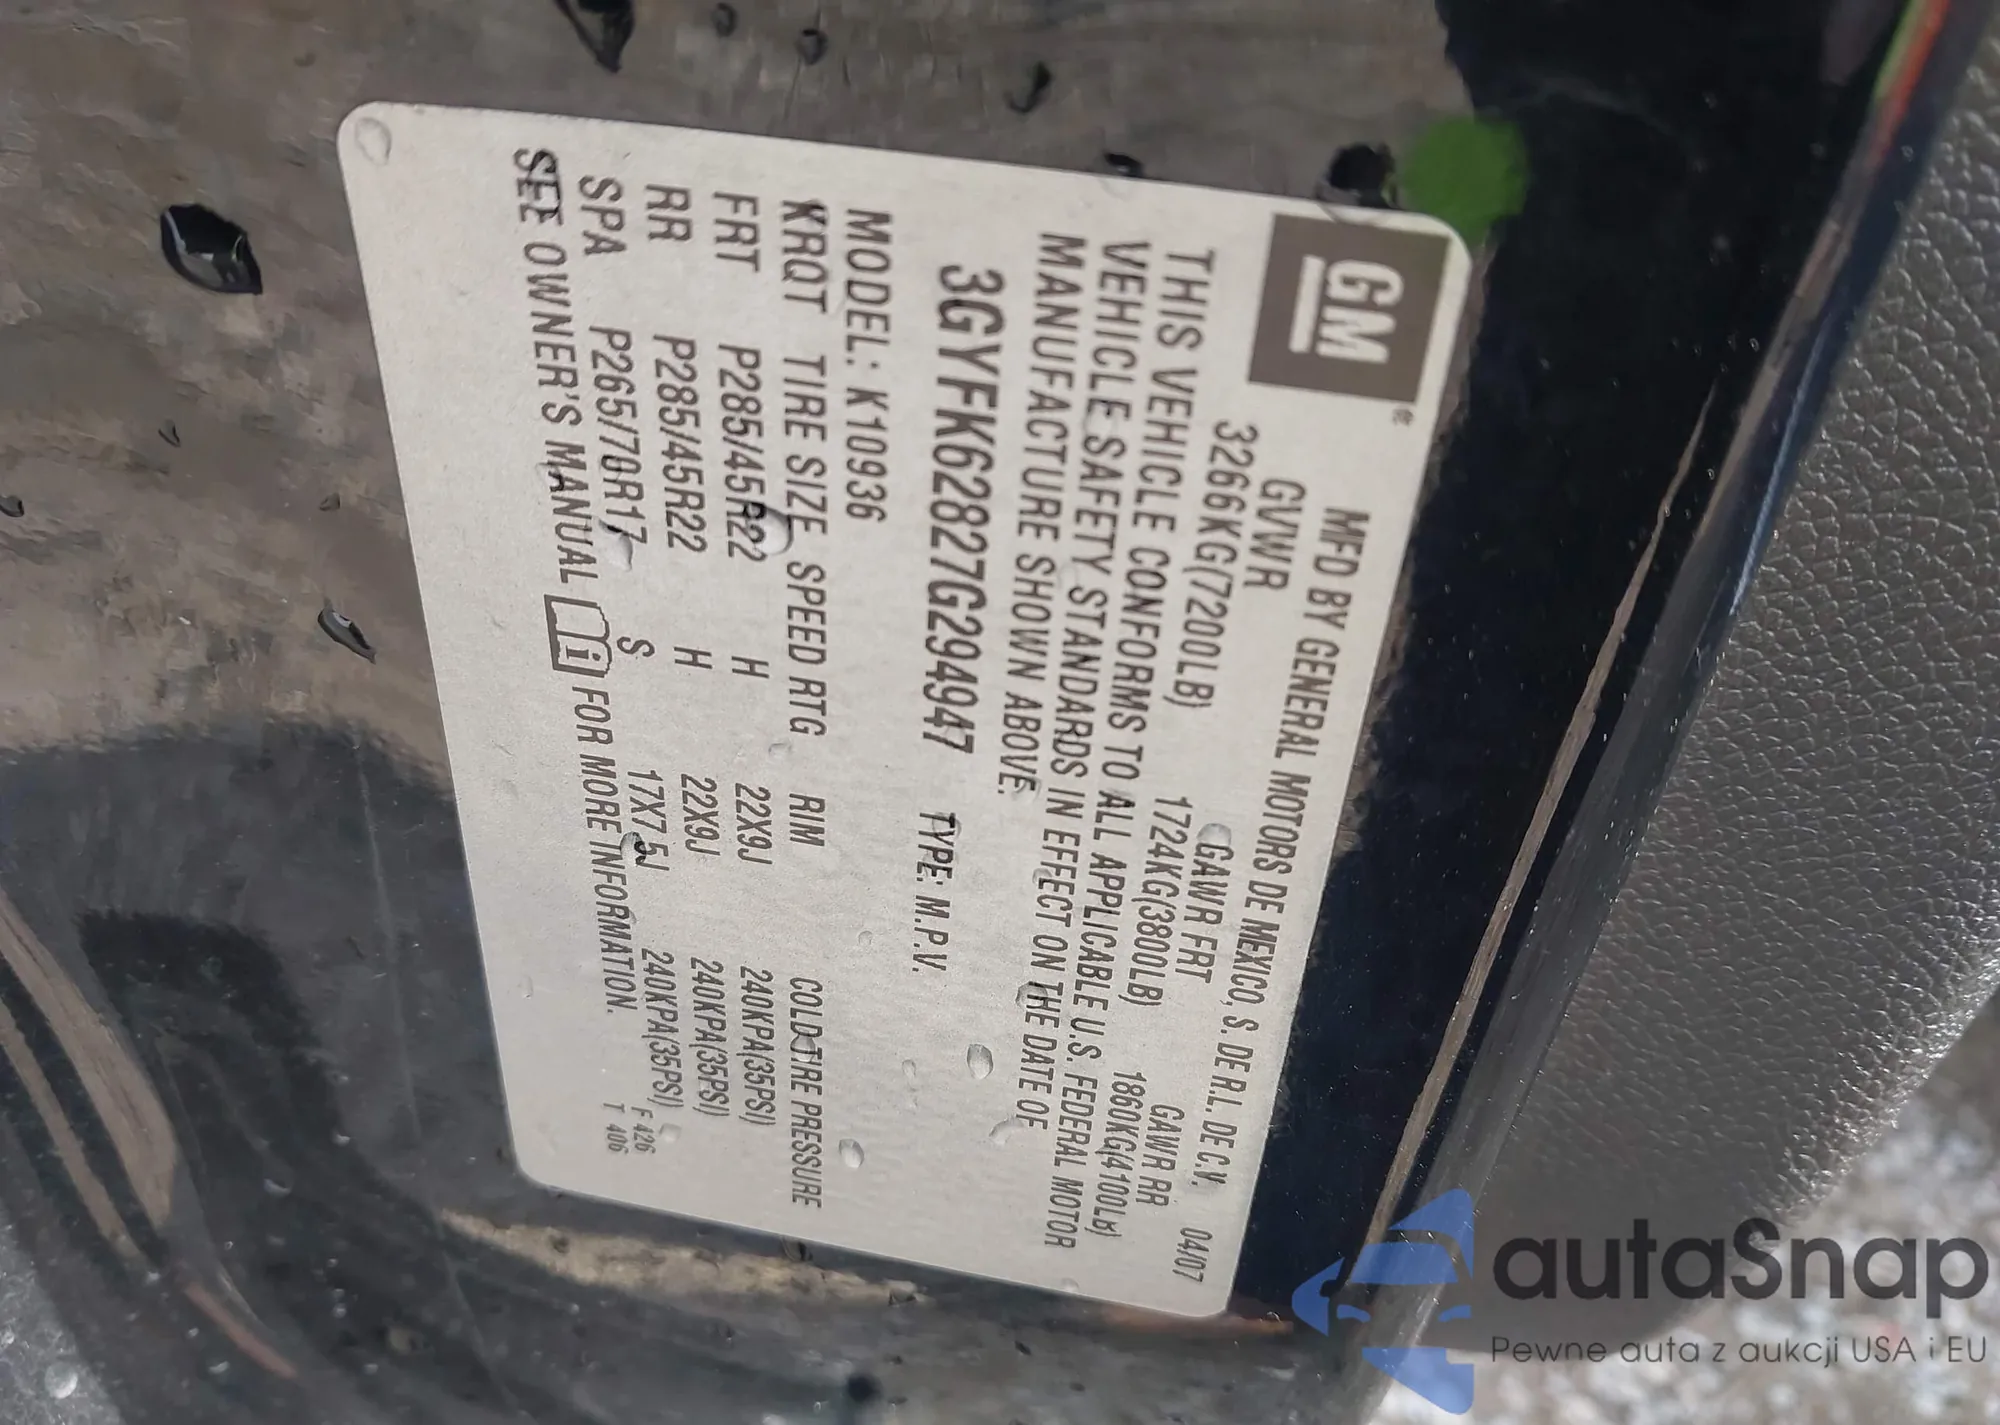 GM®
MFD BY GENERAL MOTORS DE MEXICO, S. DE R.L. DE C.V. 04/07
GVWR GAWR FRT GAWR RR
3266KG(7200LB) 1724KG(3800LB) 1860KG(4100LB)
THIS VEHICLE CONFORMS TO ALL APPLICABLE U.S. FEDERAL MOTOR
VEHICLE SAFETY STANDARDS IN EFFECT ON THE DATE OF
MANUFACTURE SHOWN ABOVE.
3GYFK62827G294947 TYPE: M.P.V.
MODEL: K10936
KRQT TIRE SIZE SPEED RTG RIM COLD TIRE PRESSURE
FRT P285/45R22 H 22X9J 240KPA(35PSI)
RR P285/45R22 H 22X9J 240KPA(35PSI)
SPA P265/70R17 S 17X7.5J 240KPA(35PSI)
SEE OWNER'S MANUAL i FOR MORE INFORMATION.
F 426
T 406
autaSnap
Pewne auta z aukcji USA i EU